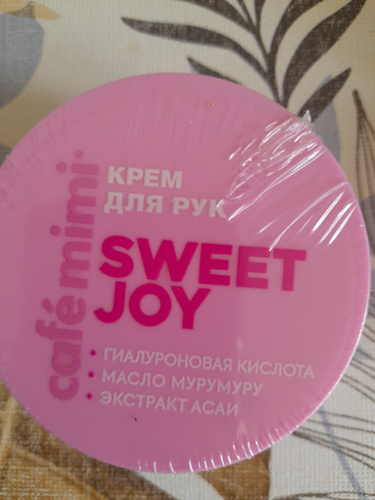 café mimi®
КРЕМ
ДЛЯ РУК
SWEET
JOY
• ГИАЛУРОНОВАЯ КИСЛОТА
• МАСЛО МУРУМУРУ
• ЭКСТРАКТ АСАИ